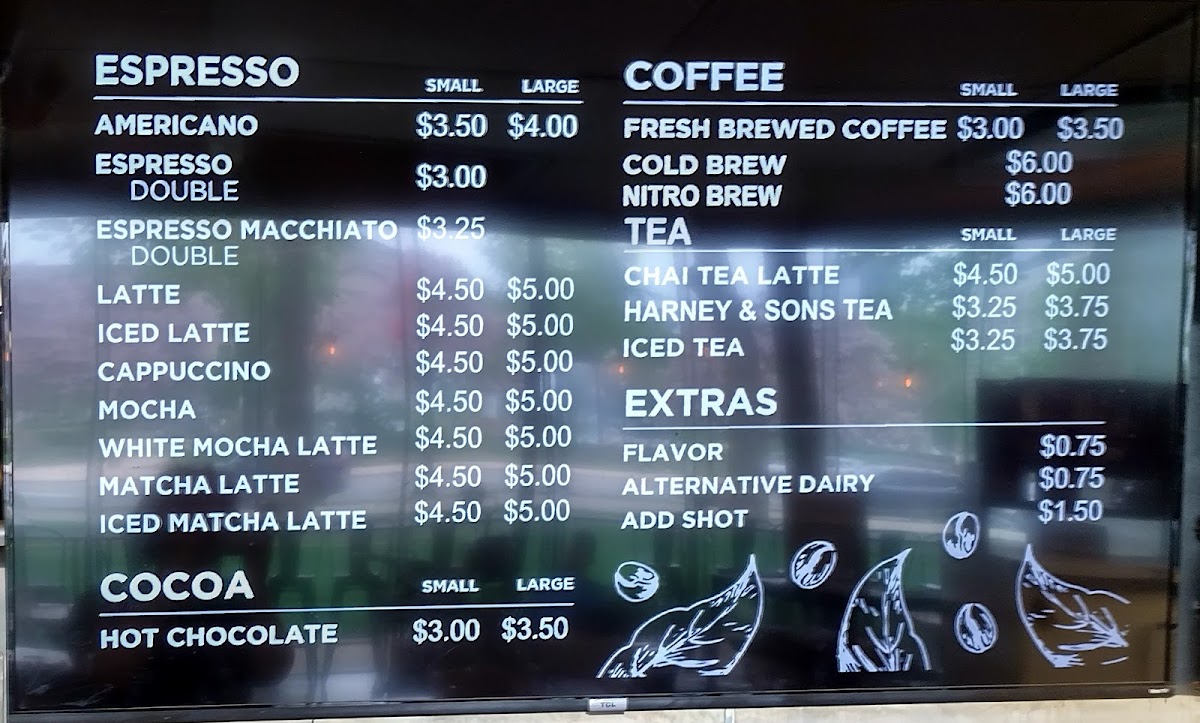 ESPRESSO SMALL LARGE
AMERICANO $3.50 $4.00
ESPRESSO $3.00
DOUBLE
ESPRESSO MACCHIATO $3.25
DOUBLE
LATTE $4.50 $5.00
ICED LATTE $4.50 $5.00
CAPPUCCINO $4.50 $5.00
MOCHA $4.50 $5.00
WHITE MOCHA LATTE $4.50 $5.00
MATCHA LATTE $4.50 $5.00
ICED MATCHA LATTE $4.50 $5.00
COCOA SMALL LARGE
HOT CHOCOLATE $3.00 $3.50
COFFEE SMALL LARGE
FRESH BREWED COFFEE $3.00 $3.50
COLD BREW $6.00
NITRO BREW $6.00
TEA SMALL LARGE
CHAI TEA LATTE $4.50 $5.00
HARNEY & SONS TEA $3.25 $3.75
ICED TEA $3.25 $3.75
EXTRAS
FLAVOR $0.75
ALTERNATIVE DAIRY $0.75
ADD SHOT $1.50
TCL